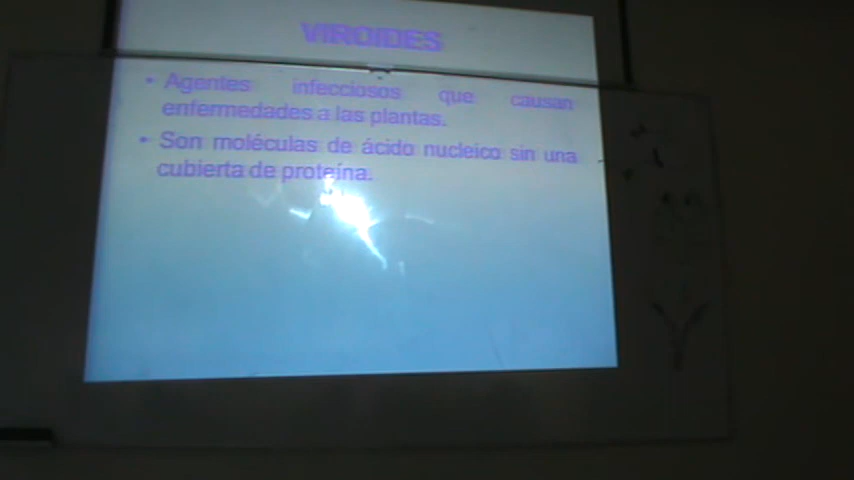 VIROIDES
• Agentes infecciosos que causan
enfermedades a las plantas.
• Son moléculas de ácido nucleico sin una
cubierta de proteína.